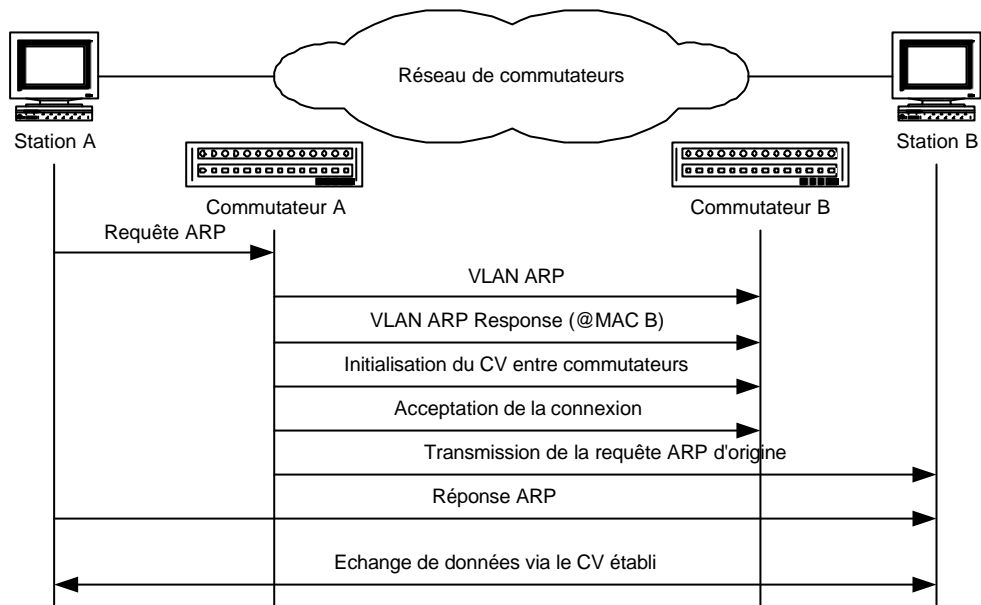 Réseau de commutateurs
Station A
Station B
Commutateur A
Commutateur B
Requête ARP
VLAN ARP
VLAN ARP Response (@MAC B)
Initialisation du CV entre commutateurs
Acceptation de la connexion
Transmission de la requête ARP d'origine
Réponse ARP
Echange de données via le CV établi